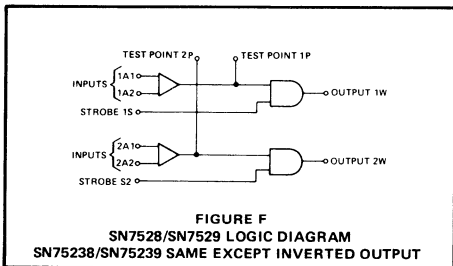 TEST POINT 2P
TEST POINT 1P
INPUTS
1A1
1A2
OUTPUT 1W
STROBE 1S
INPUTS
2A1
2A2
OUTPUT 2W
STROBE S2
FIGURE F
SN7528/SN7529 LOGIC DIAGRAM
SN75238/SN75239 SAME EXCEPT INVERTED OUTPUT